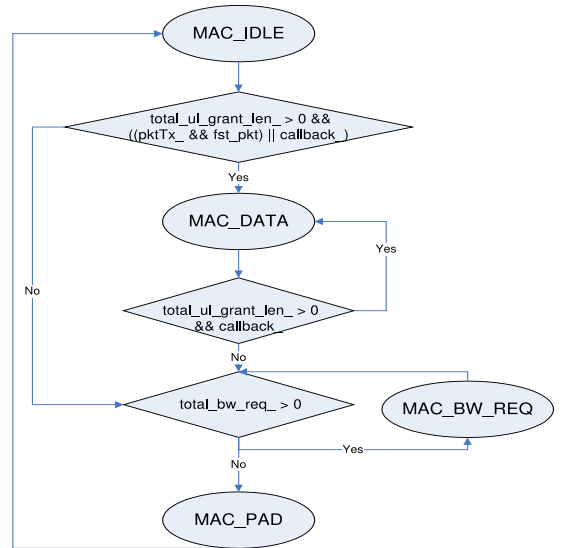 MAC_IDLE
total_ul_grant_len_ > 0 &&
((pktTx_ && fst_pkt) || callback_)
Yes
MAC_DATA
Yes
No
total_ul_grant_len_ > 0
&& callback_
No
total_bw_req_ > 0
MAC_BW_REQ
Yes
No
MAC_PAD